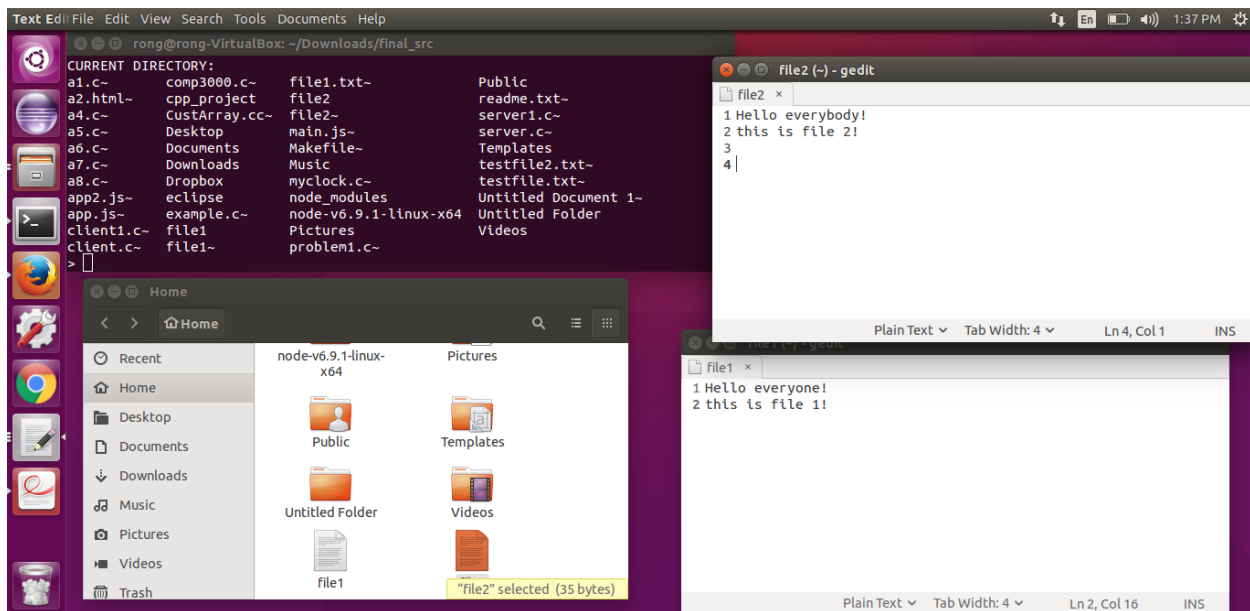 Text Edi File Edit View Search Tools Documents Help En 1:37 PM
rong@rong-VirtualBox: ~/Downloads/final_src
CURRENT DIRECTORY:
a1.c~ comp3000.c~ file1.txt~ Public
a2.html~ cpp_project file2 readme.txt~
a4.c~ CustArray.cc~ file2~ server1.c~
a5.c~ Desktop main.js~ server.c~
a6.c~ Documents Makefile~ Templates
a7.c~ Downloads Music testfile2.txt~
a8.c~ Dropbox myclock.c~ testfile.txt~
app2.js~ eclipse node_modules Untitled Document 1~
app.js~ example.c~ node-v6.9.1-linux-x64 Untitled Folder
client1.c~ file1 Pictures Videos
client.c~ file1~ problem1.c~
>
file2 (~) - gedit
file2 ×
1 Hello everybody!
2 this is file 2!
3
4
Plain Text Tab Width: 4 Ln 4, Col 1 INS
Home
Home
Recent
Home
Desktop
Documents
Downloads
Music
Pictures
Videos
Trash
node-v6.9.1-linux-x64 Pictures
Public Templates
Untitled Folder Videos
file1
“file2” selected (35 bytes)
file1 (~) - gedit
file1 ×
1 Hello everyone!
2 this is file 1!
Plain Text Tab Width: 4 Ln 2, Col 16 INS